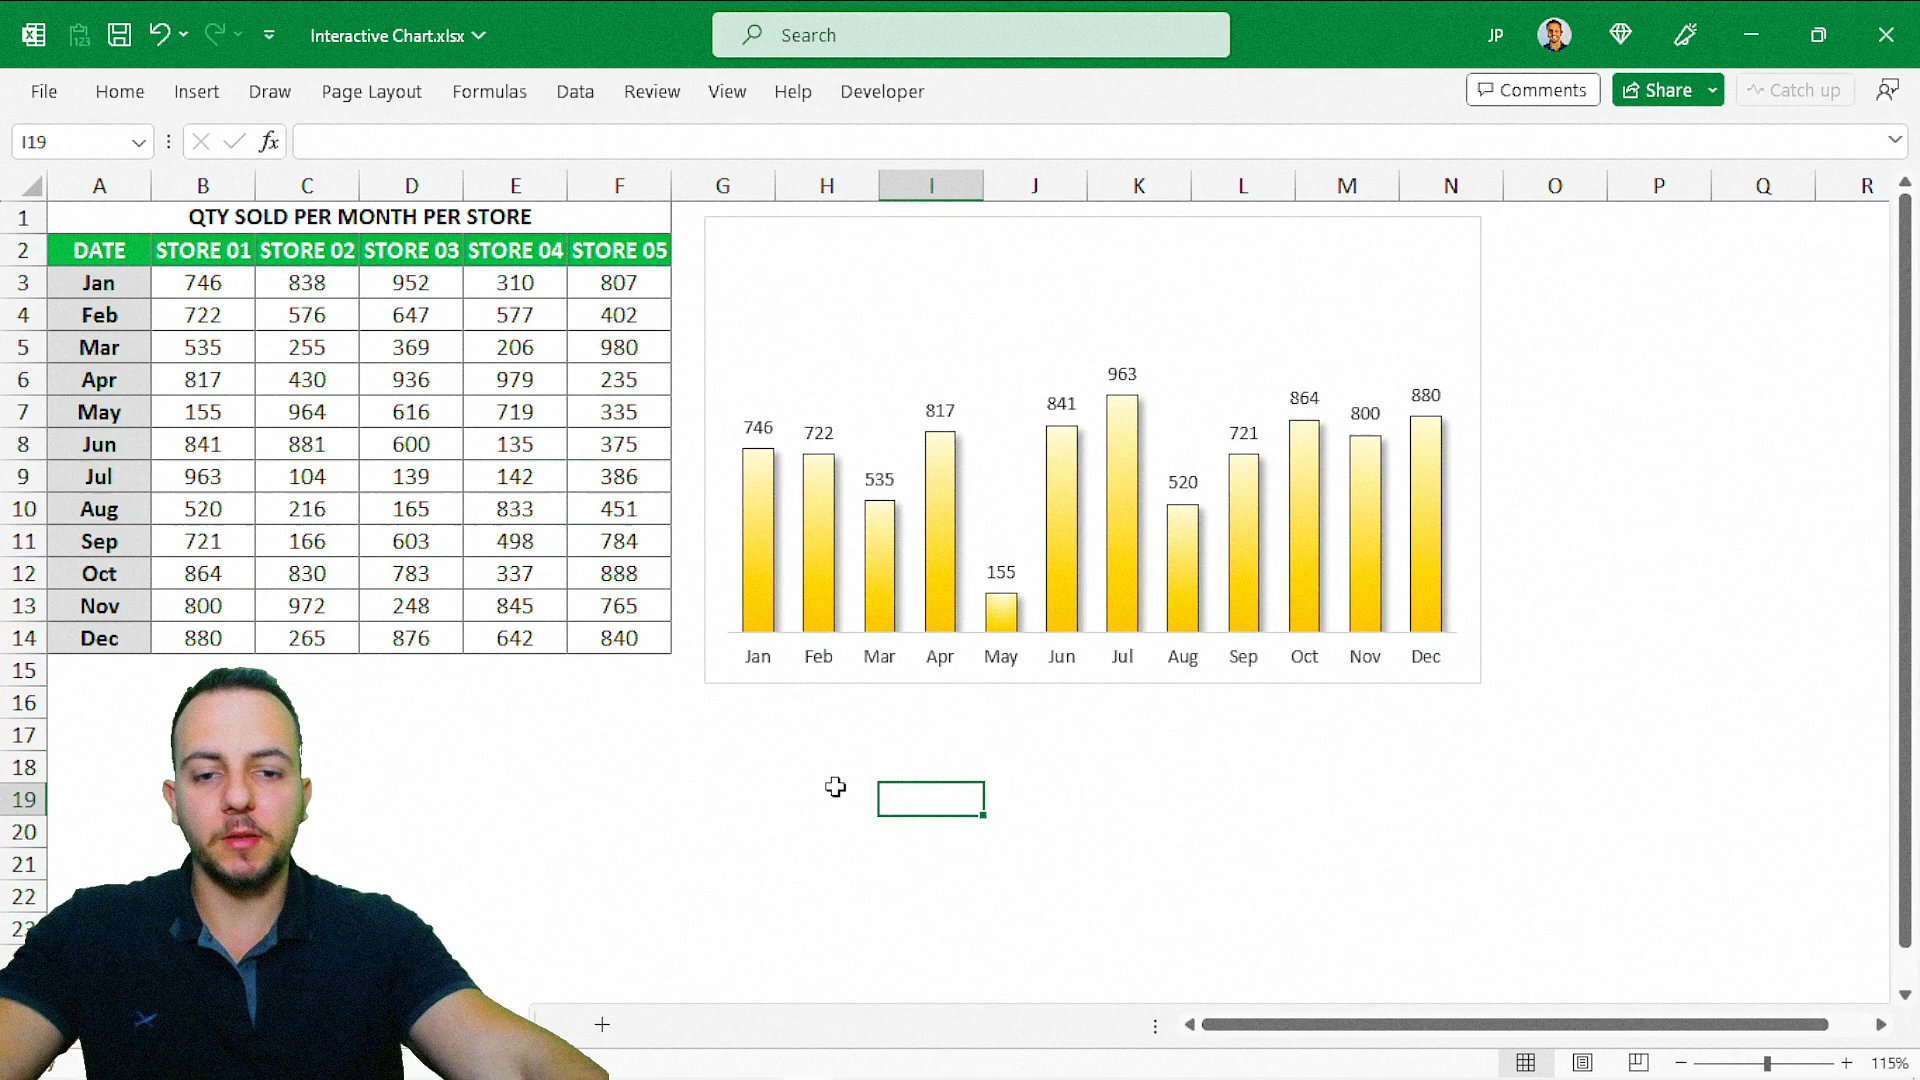 Interactive Chart.xlsx
Search
JP
File Home Insert Draw Page Layout Formulas Data Review View Help Developer
Comments Share Catch up
I19
fx
A B C D E F G H I J K L M N O P Q R
1 QTY SOLD PER MONTH PER STORE
2 DATE STORE 01 STORE 02 STORE 03 STORE 04 STORE 05
3 Jan 746 838 952 310 807
4 Feb 722 576 647 577 402
5 Mar 535 255 369 206 980
6 Apr 817 430 936 979 235
7 May 155 964 616 719 335
8 Jun 841 881 600 135 375
9 Jul 963 104 139 142 386
10 Aug 520 216 165 833 451
11 Sep 721 166 603 498 784
12 Oct 864 830 783 337 888
13 Nov 800 972 248 845 765
14 Dec 880 265 876 642 840
15
16
17
18
19
20
21
22
746 722 535 817 155 841 963 520 721 864 800 880
Jan Feb Mar Apr May Jun Jul Aug Sep Oct Nov Dec
115%